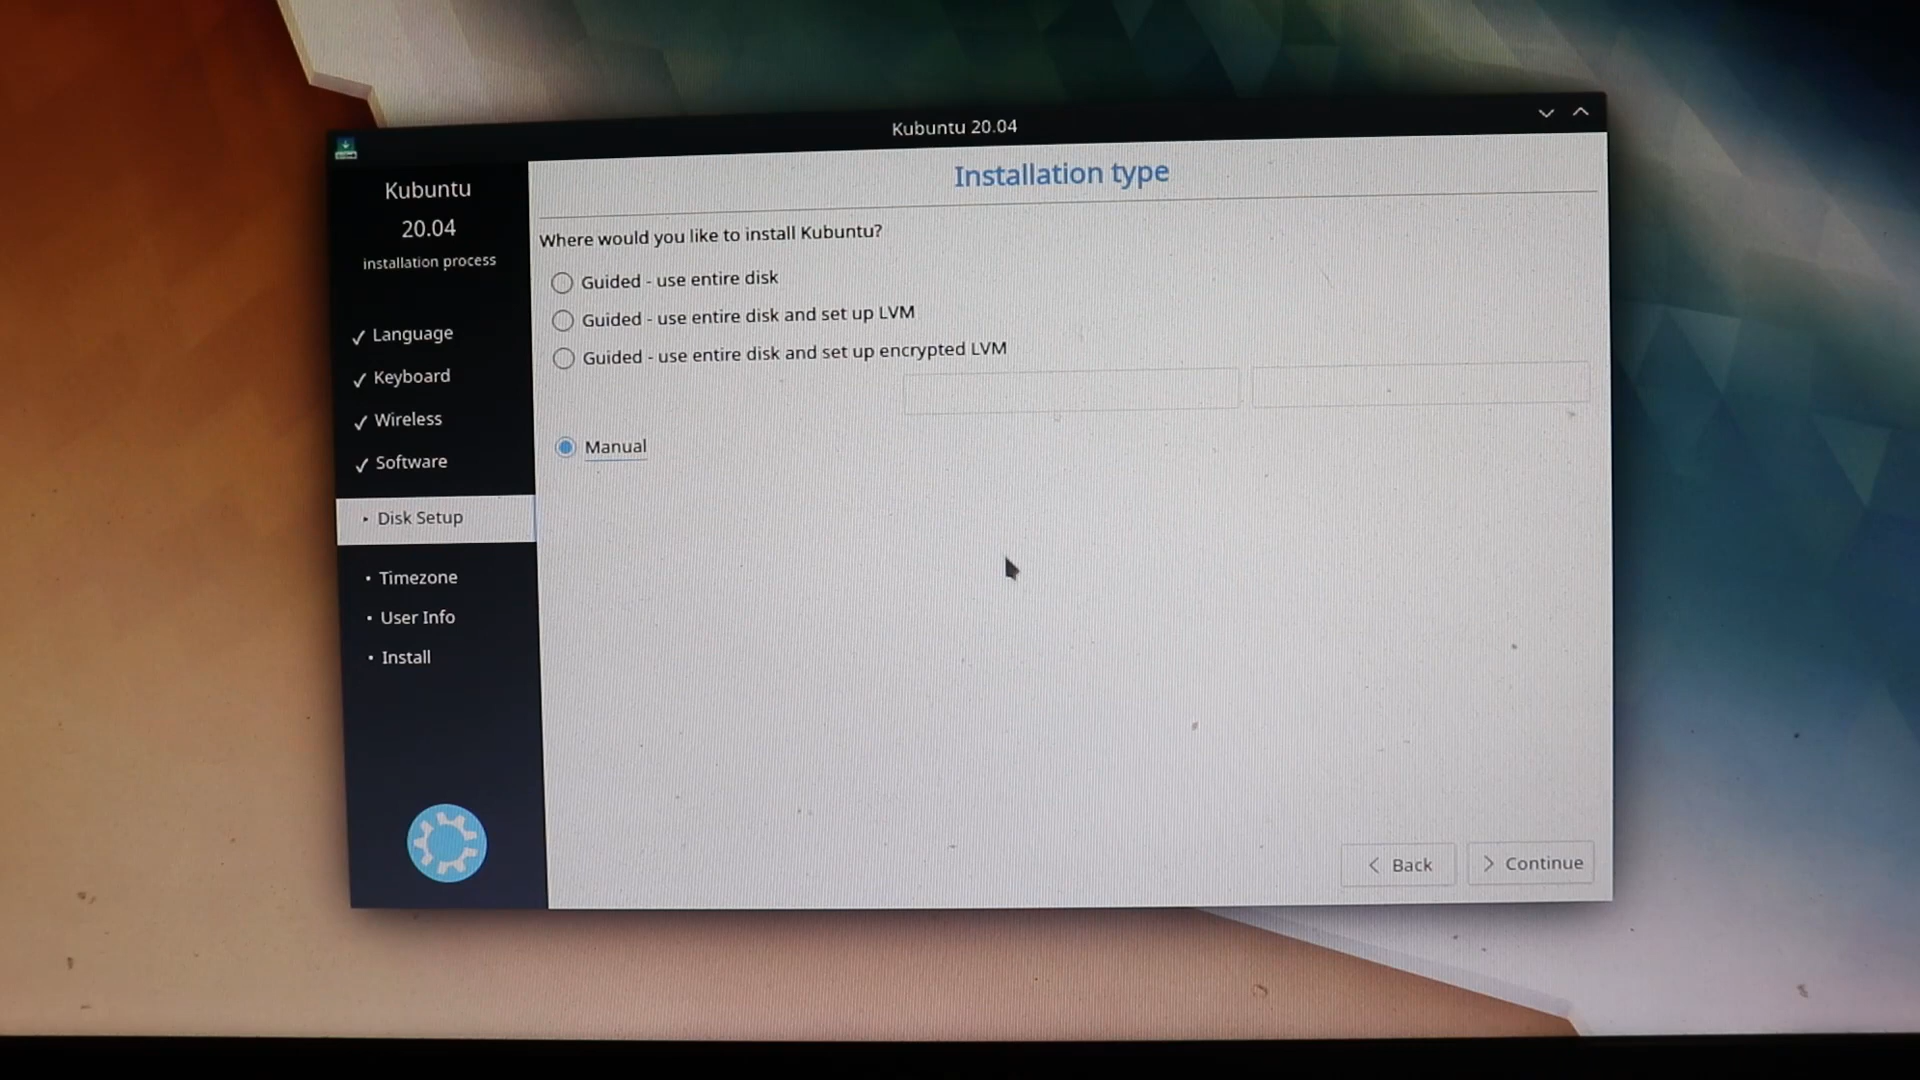 Kubuntu 20.04
Kubuntu
20.04
installation process
✓ Language
✓ Keyboard
✓ Wireless
✓ Software
• Disk Setup
• Timezone
• User Info
• Install
Installation type
Where would you like to install Kubuntu?
Guided - use entire disk
Guided - use entire disk and set up LVM
Guided - use entire disk and set up encrypted LVM
Manual
< Back
> Continue